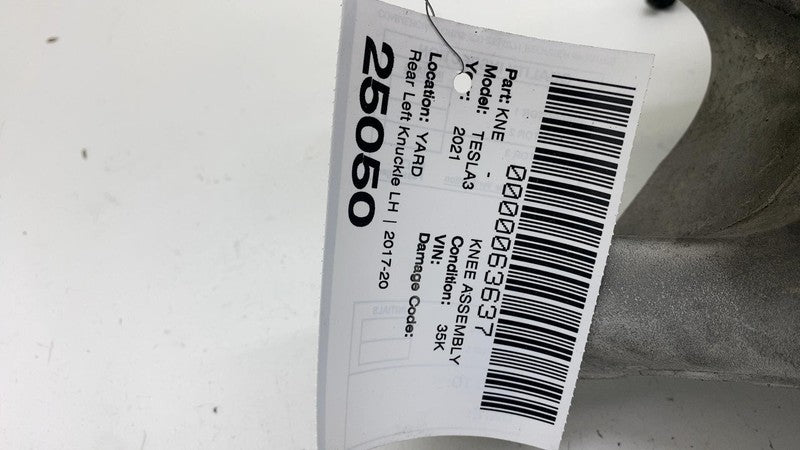 0000063637
Part: KNE - KNEE ASSEMBLY
Model: TESLA3 Condition: 35K
Year: 2021 VIN:
Location: YARD Damage Code:
Rear Left Knuckle LH | 2017-20
25050